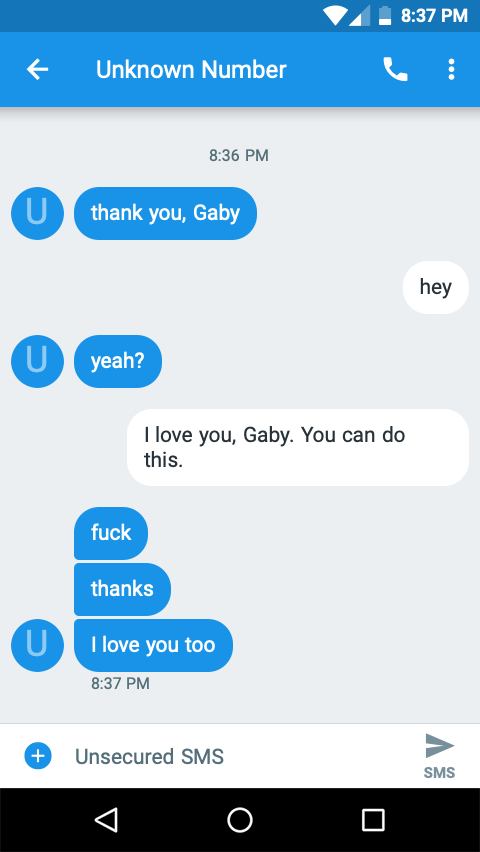 8:37 PM
Unknown Number
8:36 PM
U
thank you, Gaby
hey
U
yeah?
I love you, Gaby. You can do
this.
fuck
thanks
U
I love you too
8:37 PM
Unsecured SMS
SMS